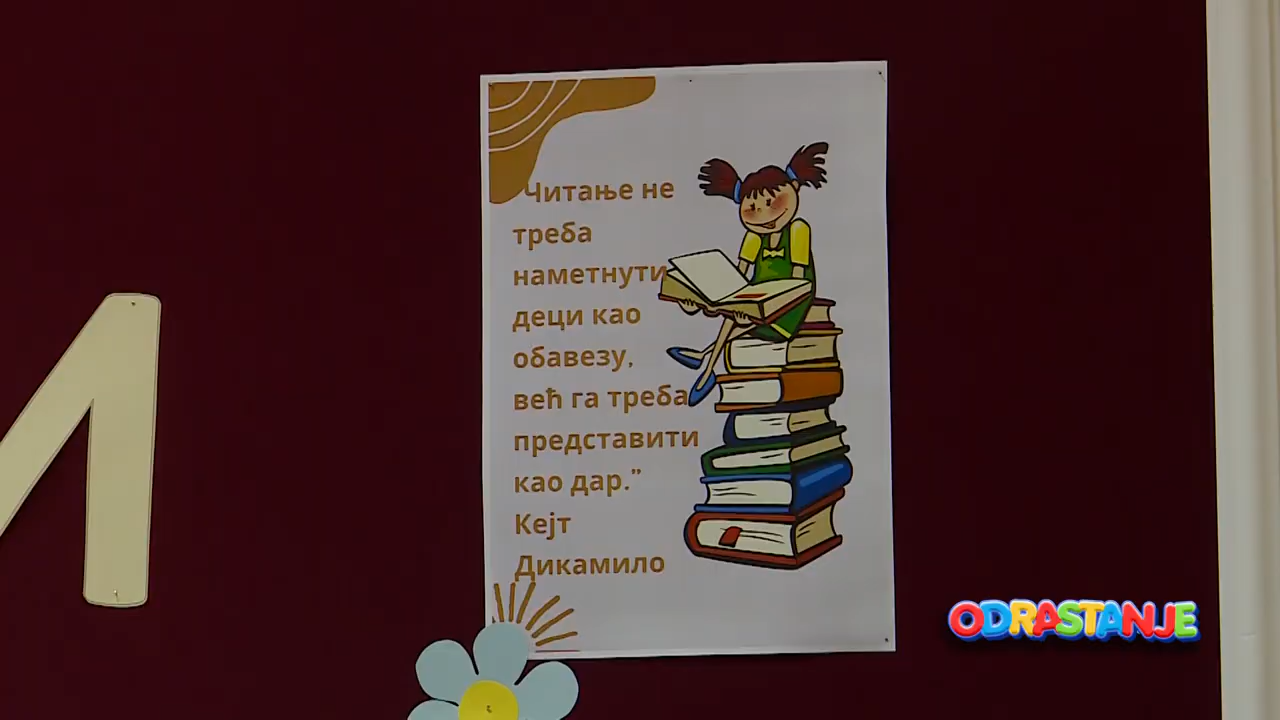 "Читање не
треба
наметнути
деци као
обавезу,
већ га треба
представити
као дар.”
Кејт
Дикамило
ODRASTANJE